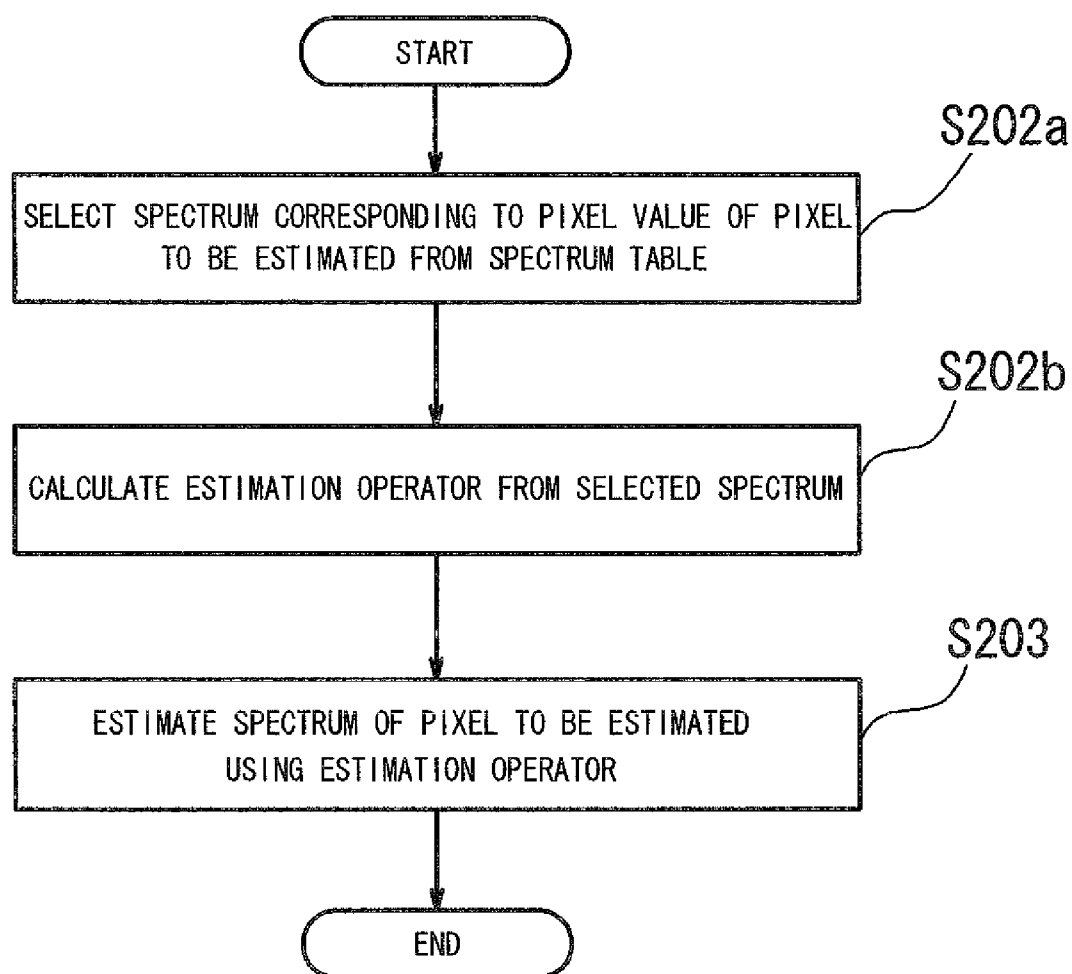 START
S202a
SELECT SPECTRUM CORRESPONDING TO PIXEL VALUE OF PIXEL
TO BE ESTIMATED FROM SPECTRUM TABLE
S202b
CALCULATE ESTIMATION OPERATOR FROM SELECTED SPECTRUM
S203
ESTIMATE SPECTRUM OF PIXEL TO BE ESTIMATED
USING ESTIMATION OPERATOR
END